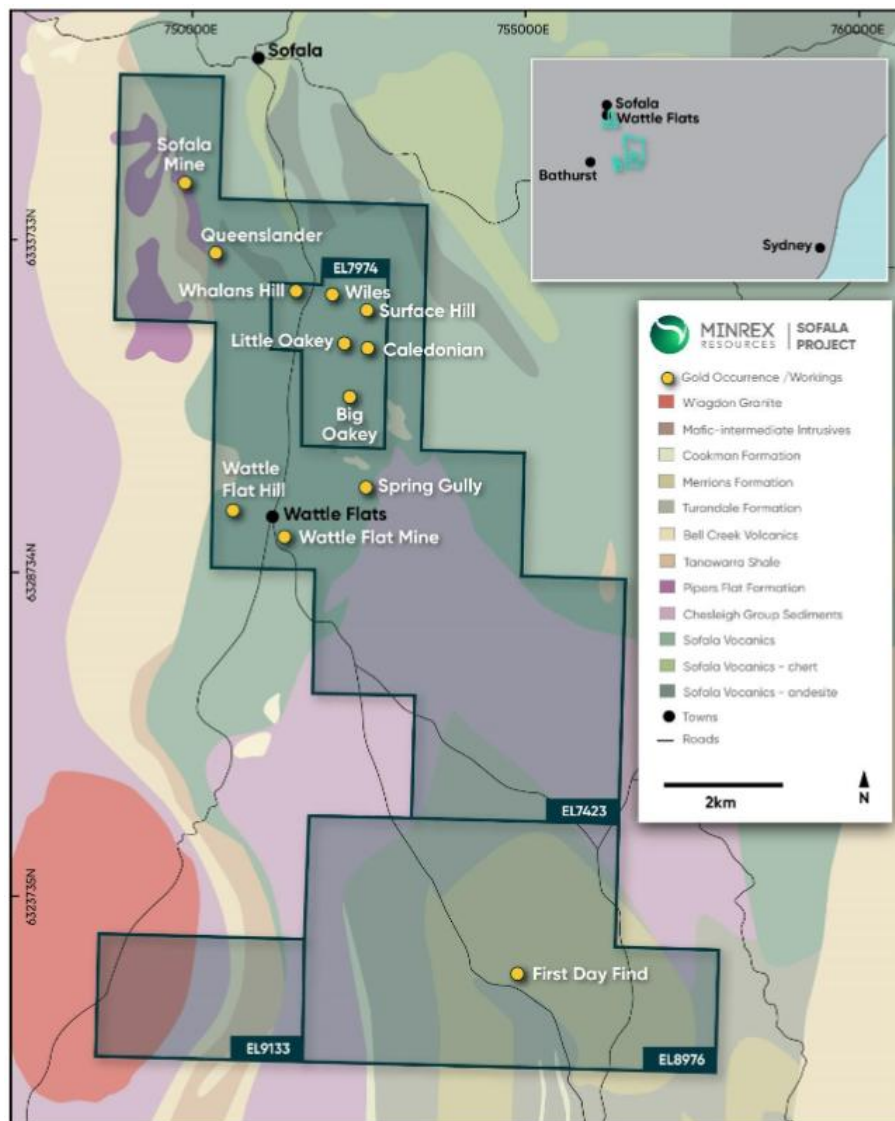 750000E
755000E
760000E
Sofala
Sofala
Wattle Flats
Bathurst
Sydney
Sofala
Mine
6333733N
Queenslander
EL7974
Whalans Hill
Wiles
Surface Hill
Little Oakey
Caledonian
Big
Oakey
Wattle
Flat Hill
Spring Gully
Wattle Flats
Wattle Flat Mine
6328734N
MINREX
RESOURCES
SOFALA
PROJECT
Gold Occurrence /Workings
Wiagdon Granite
Mafic-intermediate Intrusives
Cookman Formation
Merrions Formation
Turondale Formation
Bell Creek Volcanics
Tanawarra Shale
Pipers Flat Formation
Chesleigh Group Sediments
Sofala Vocanics
Sofala Vocanics - chert
Sofala Vocanics - andesite
Towns
Roads
2km
N
EL7423
6323735N
First Day Find
EL9133
EL8976